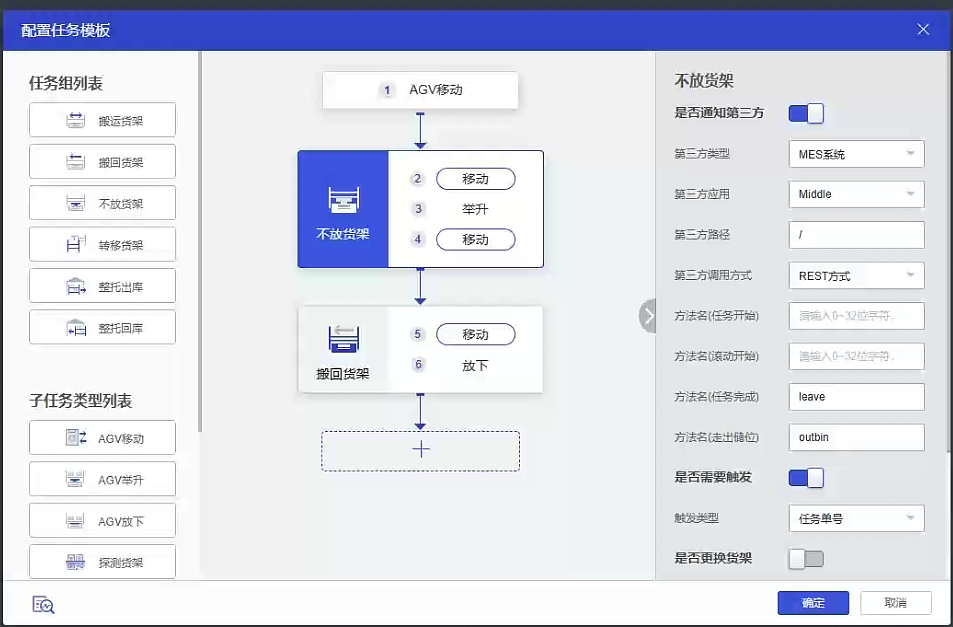 配置任务模板
任务组列表
搬运货架
搬回货架
不放货架
转移货架
整托出库
整托回库
子任务类型列表
AGV移动
AGV举升
AGV放下
探测货架
1 AGV移动
不放货架
2 移动
3 举升
4 移动
搬回货架
5 移动
6 放下
不放货架
是否通知第三方
第三方类型 MES系统
第三方应用 Middle
第三方路径 /
第三方调用方式 REST方式
方法名(任务开始) 请输入0~32位字符.
方法名(滚动开始) 请输入0~32位字符.
方法名(任务完成) leave
方法名(走出储位) outbin
是否需要触发
触发类型 任务单号
是否更换货架
确定 取消